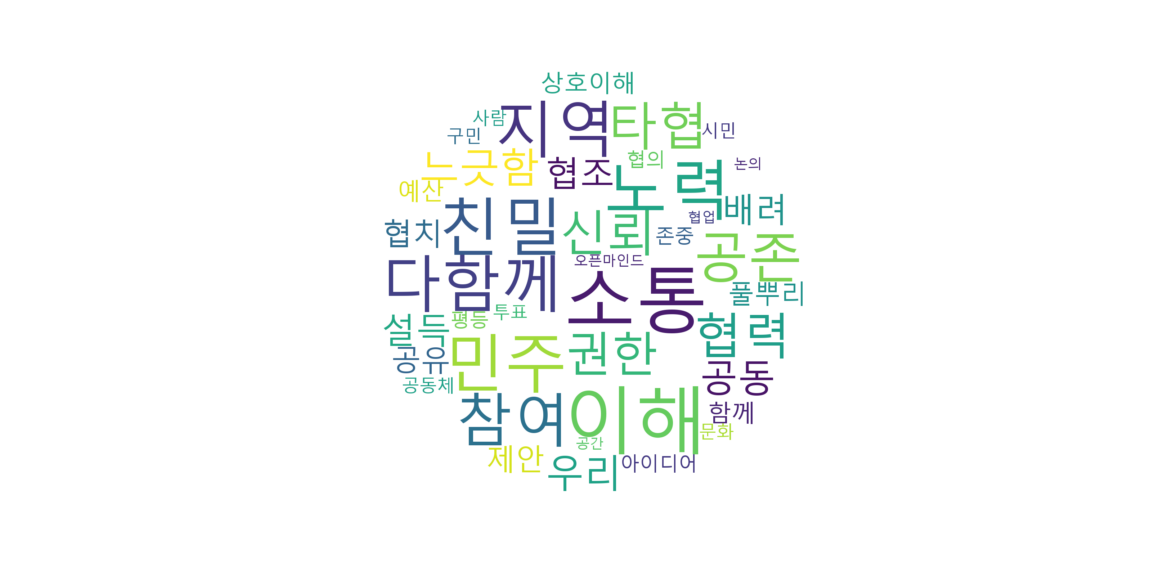 상호이해
사람 지역 타협 시민
구민
누긋함 협조 협의 논의
예산 노력
협치 친밀 신뢰 협업 배려
존중
다함께 오픈마인드 공존
소통 풀뿌리
설득 평등 투표 협력
공유 민주 권한
공동체 공동
참여 이해 함께
공간 문화
제안 우리 아이디어